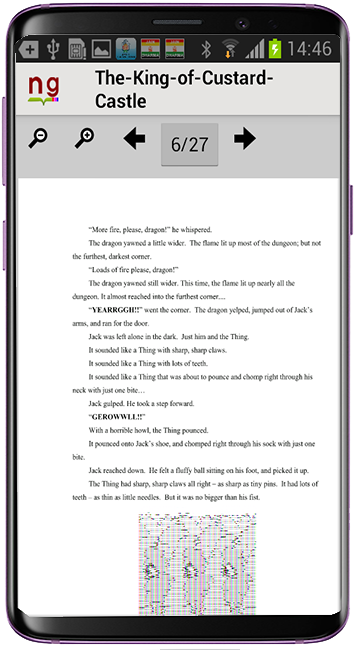 14:46
ng
The-King-of-Custard-
Castle
6/27
“More fire, please, dragon!” he whispered.
The dragon yawned a little wider.  The flame lit up most of the dungeon; but not
the furthest, darkest corner.
“Loads of fire please, dragon!”
The dragon yawned still wider. This time, the flame lit up nearly all the
dungeon. It almost reached into the furthest corner....
“YEARRGGH!!” went the corner.  The dragon yelped, jumped out of Jack’s
arms, and ran for the door.
Jack was left alone in the dark.  Just him and the Thing.
It sounded like a Thing with sharp, sharp claws.
It sounded like a Thing with lots of teeth.
It sounded like a Thing that was about to pounce and chomp right through his
neck with just one bite…
Jack gulped. He took a step forward.
“GEROWWLL!!”
With a horrible howl, the Thing pounced.
It pounced onto Jack’s shoe, and chomped right through his sock with just one
bite.
Jack reached down.  He felt a fluffy ball sitting on his foot, and picked it up.
The Thing had sharp, sharp claws all right – as sharp as tiny pins.  It had lots of
teeth – as thin as little needles.  But it was no bigger than his fist.